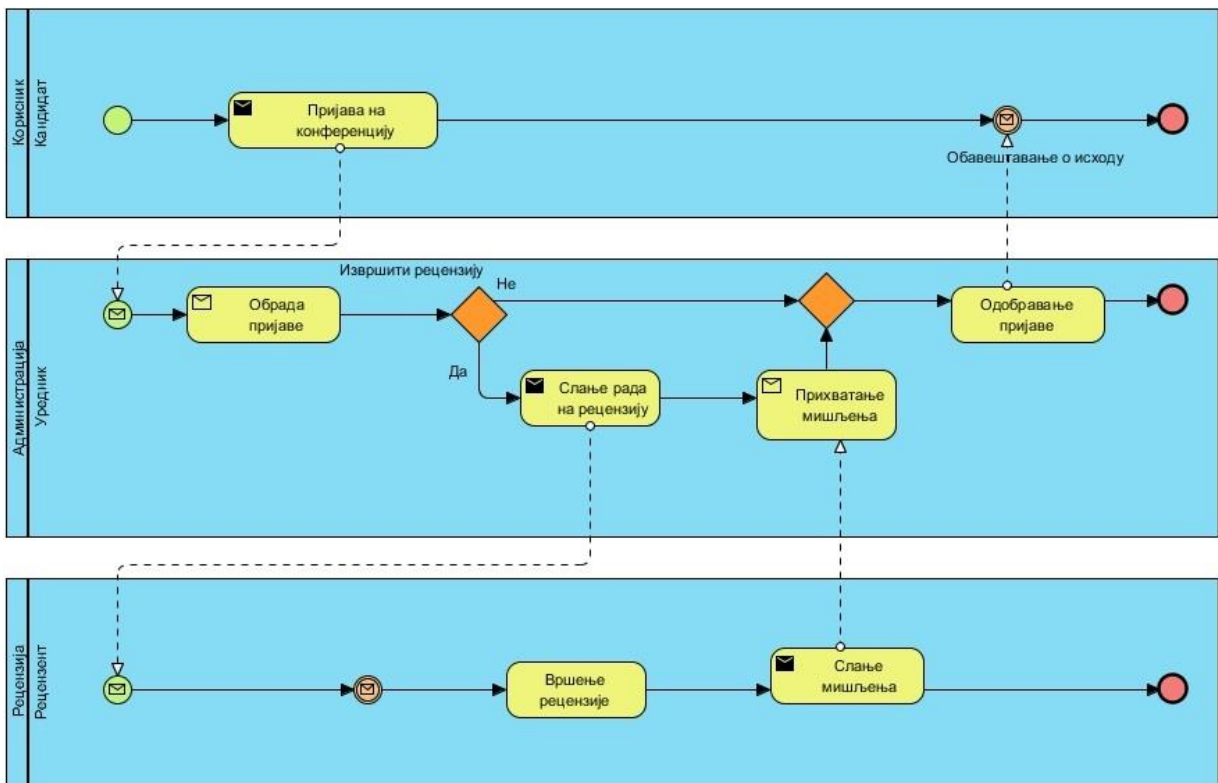 Корисник
Кандидат
Пријава на
конференцију
Обавештавање о исходу
Администрација
Уредник
Обрада
пријаве
Извршити рецензију
Не
Да
Слање рада
на рецензију
Прихватање
мишљења
Одобравање
пријаве
Рецензија
Рецензент
Вршење
рецензије
Слање
мишљења